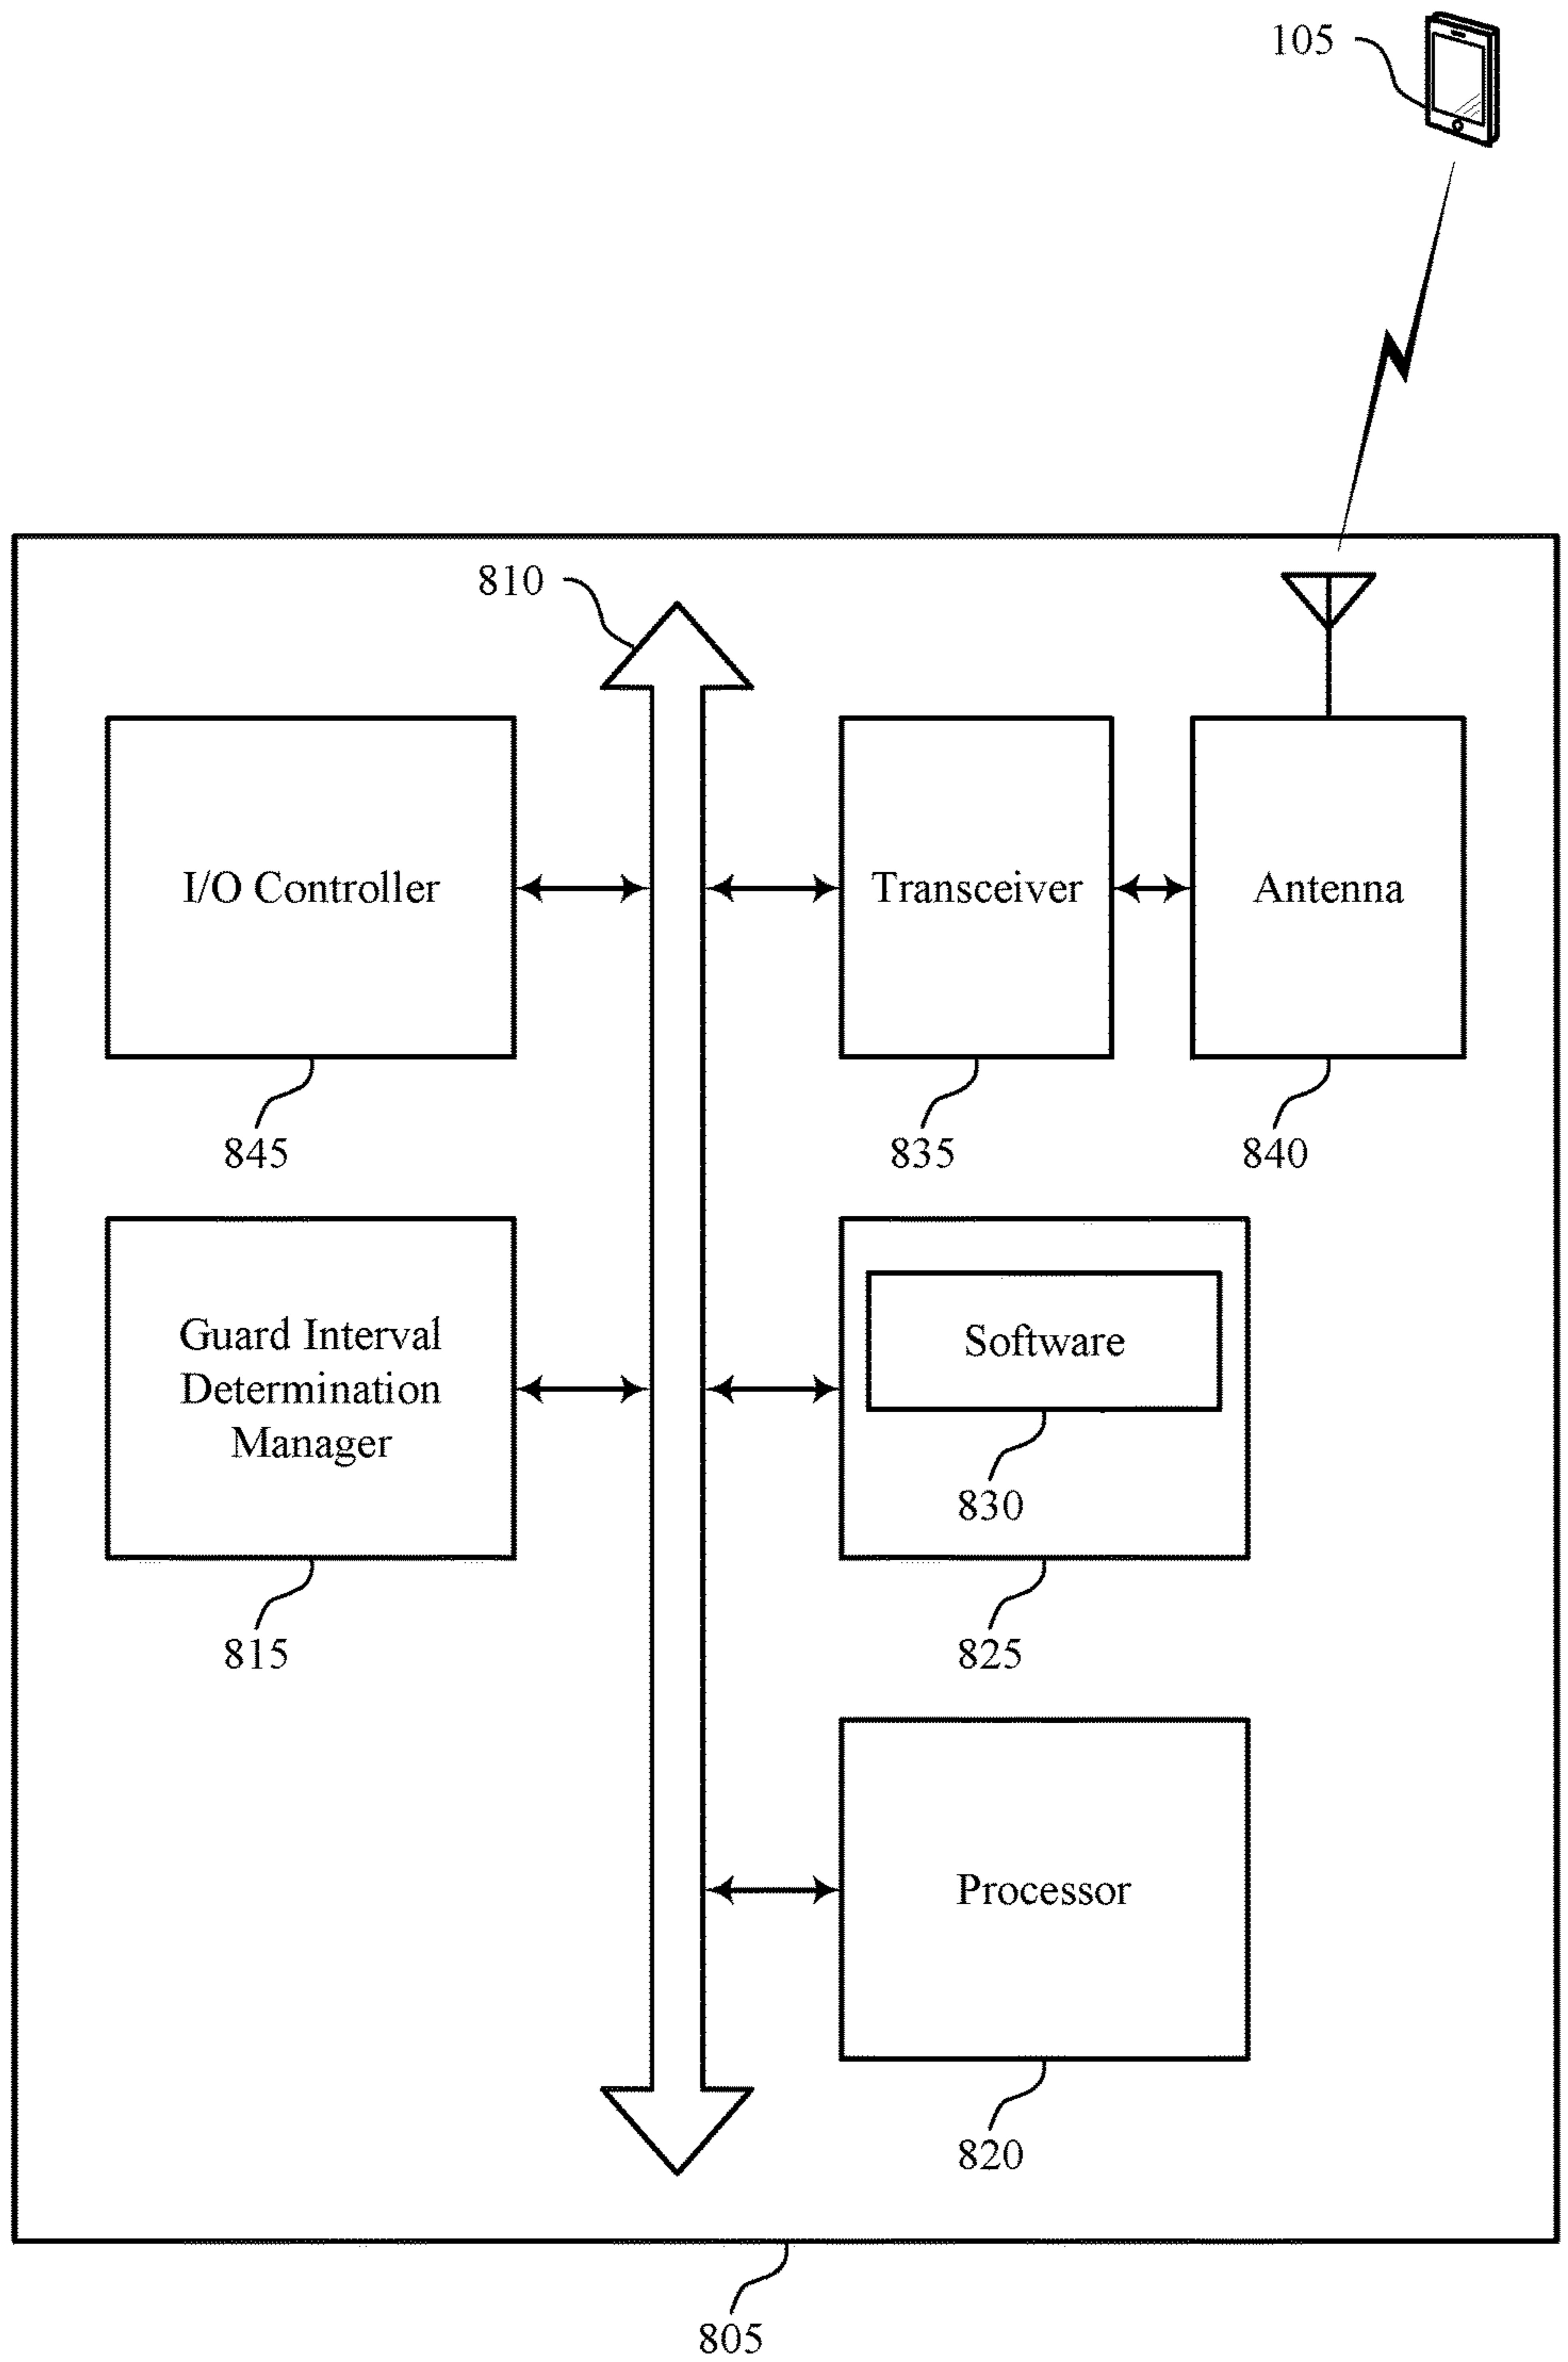 105
810
I/O Controller
Transceiver
Antenna
845
835
840
Guard Interval
Determination
Manager
Software
830
815
825
Processor
820
805